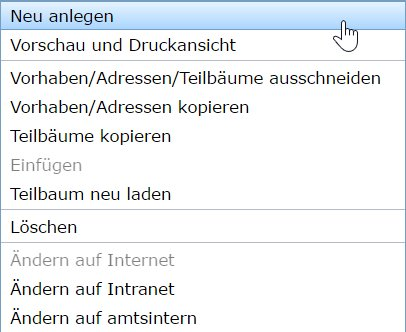 Neu anlegen
Vorschau und Druckansicht
Vorhaben/Adressen/Teilbäume ausschneiden
Vorhaben/Adressen kopieren
Teilbäume kopieren
Einfügen
Teilbaum neu laden
Löschen
Ändern auf Internet
Ändern auf Intranet
Ändern auf amtsintern